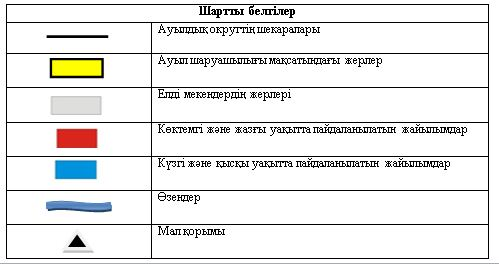 Шартты белгілер
Ауылдық округтің шекаралары
Ауыл шаруашылығы мақсатындағы жерлер
Елді мекендердің жерлері
Көктемгі және жазғы уақытта пайдаланылатын жайылымдар
Күзгі және қысқы уақытта пайдаланылатын жайылымдар
Өзендер
Мал қорымы